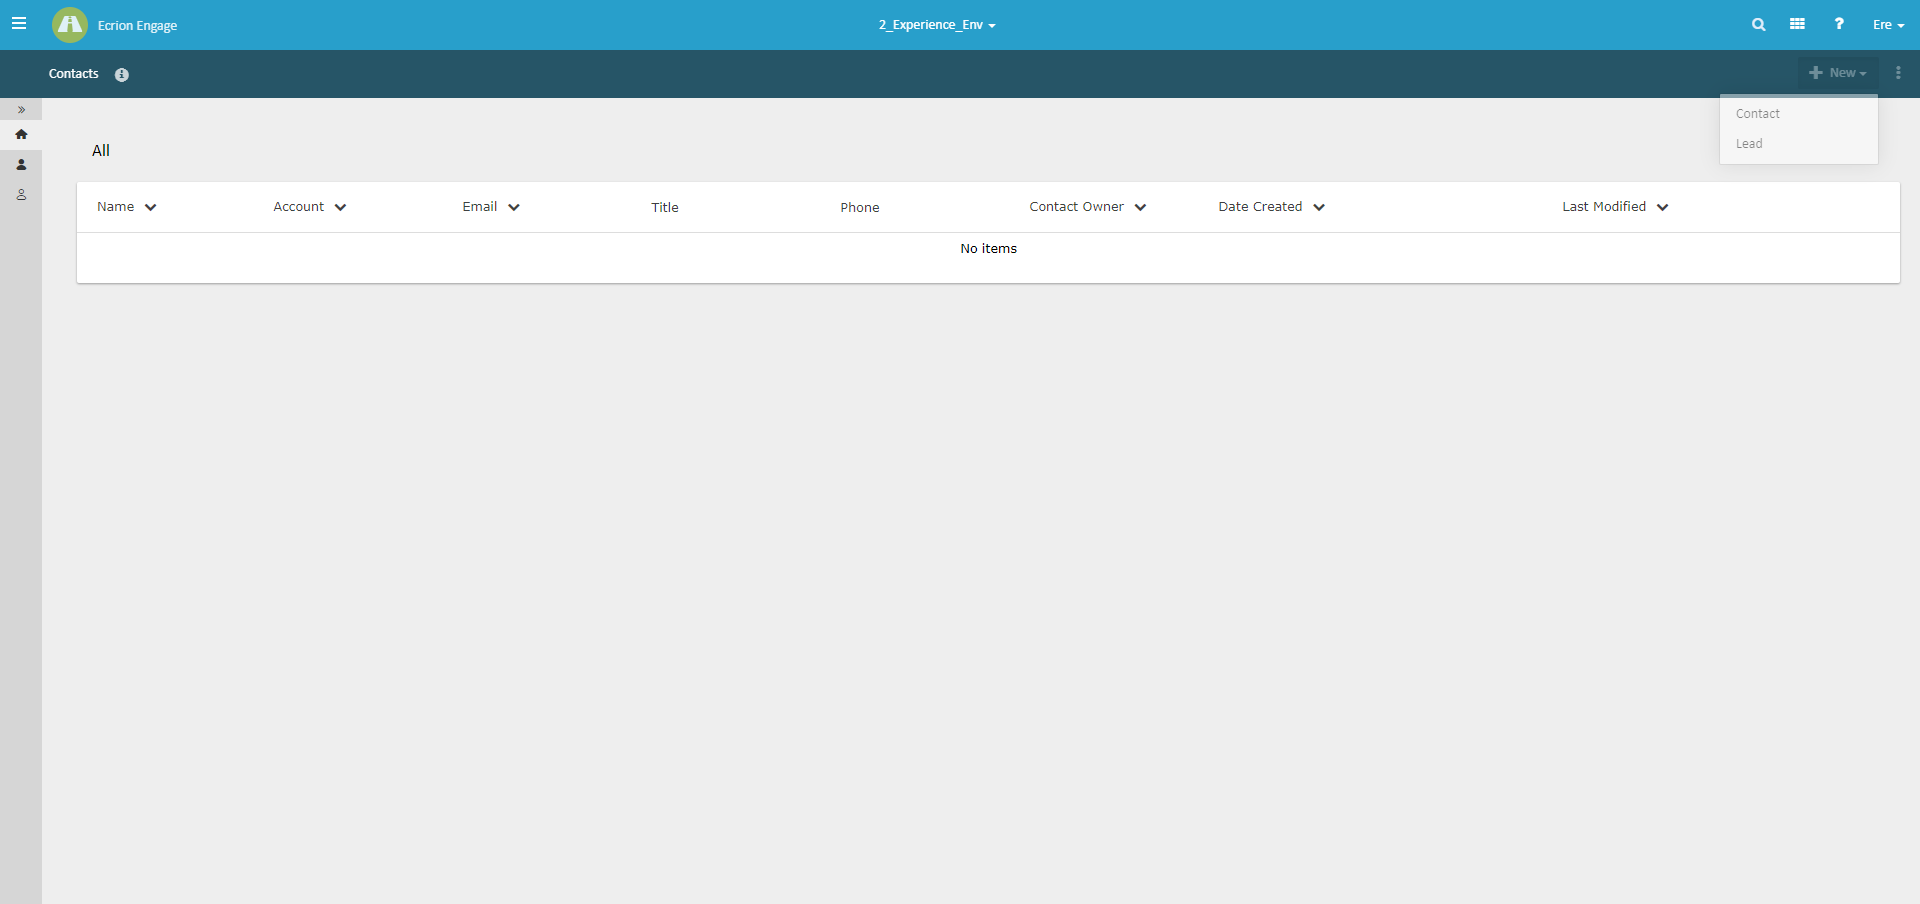 Ecrion Engage
2_Experience_Env
Ere
Contacts
New
Contact
Lead
All
Name
Account
Email
Title
Phone
Contact Owner
Date Created
Last Modified
No items